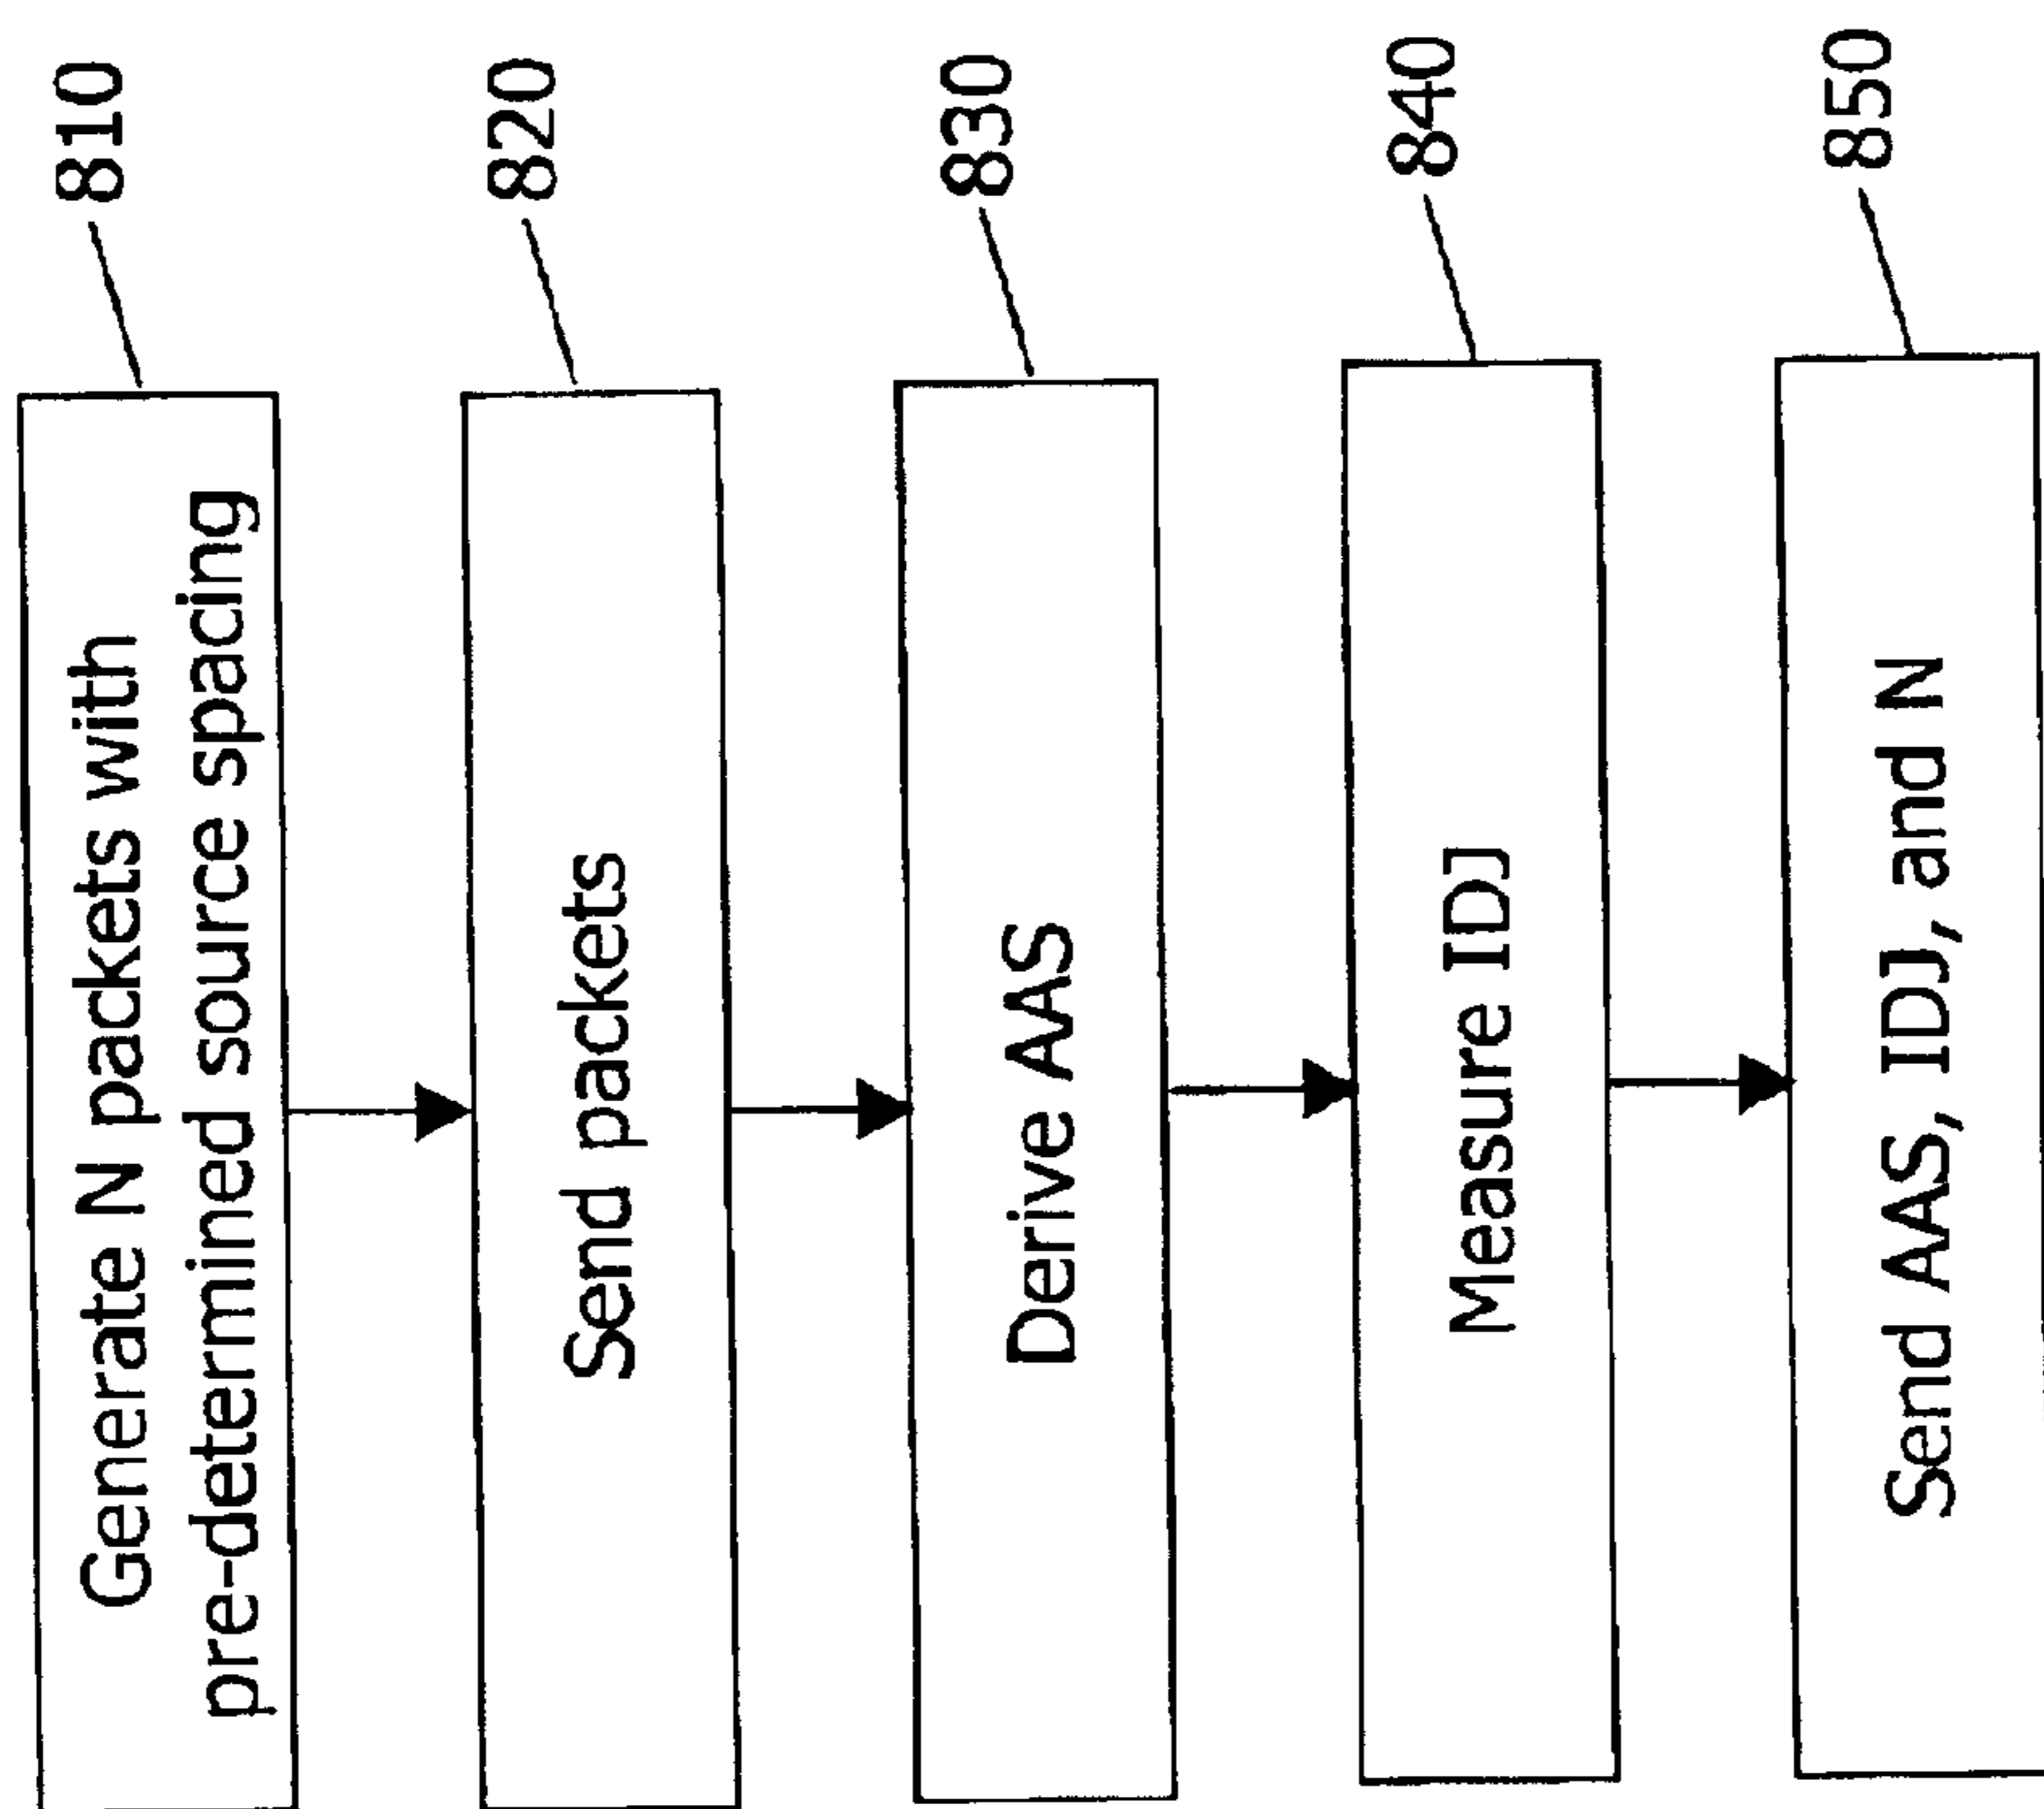 Generate N packets with
pre-determined source spacing
810
Send packets
820
Derive AAS
830
Measure IDJ
840
Send AAS, IDJ, and N
850